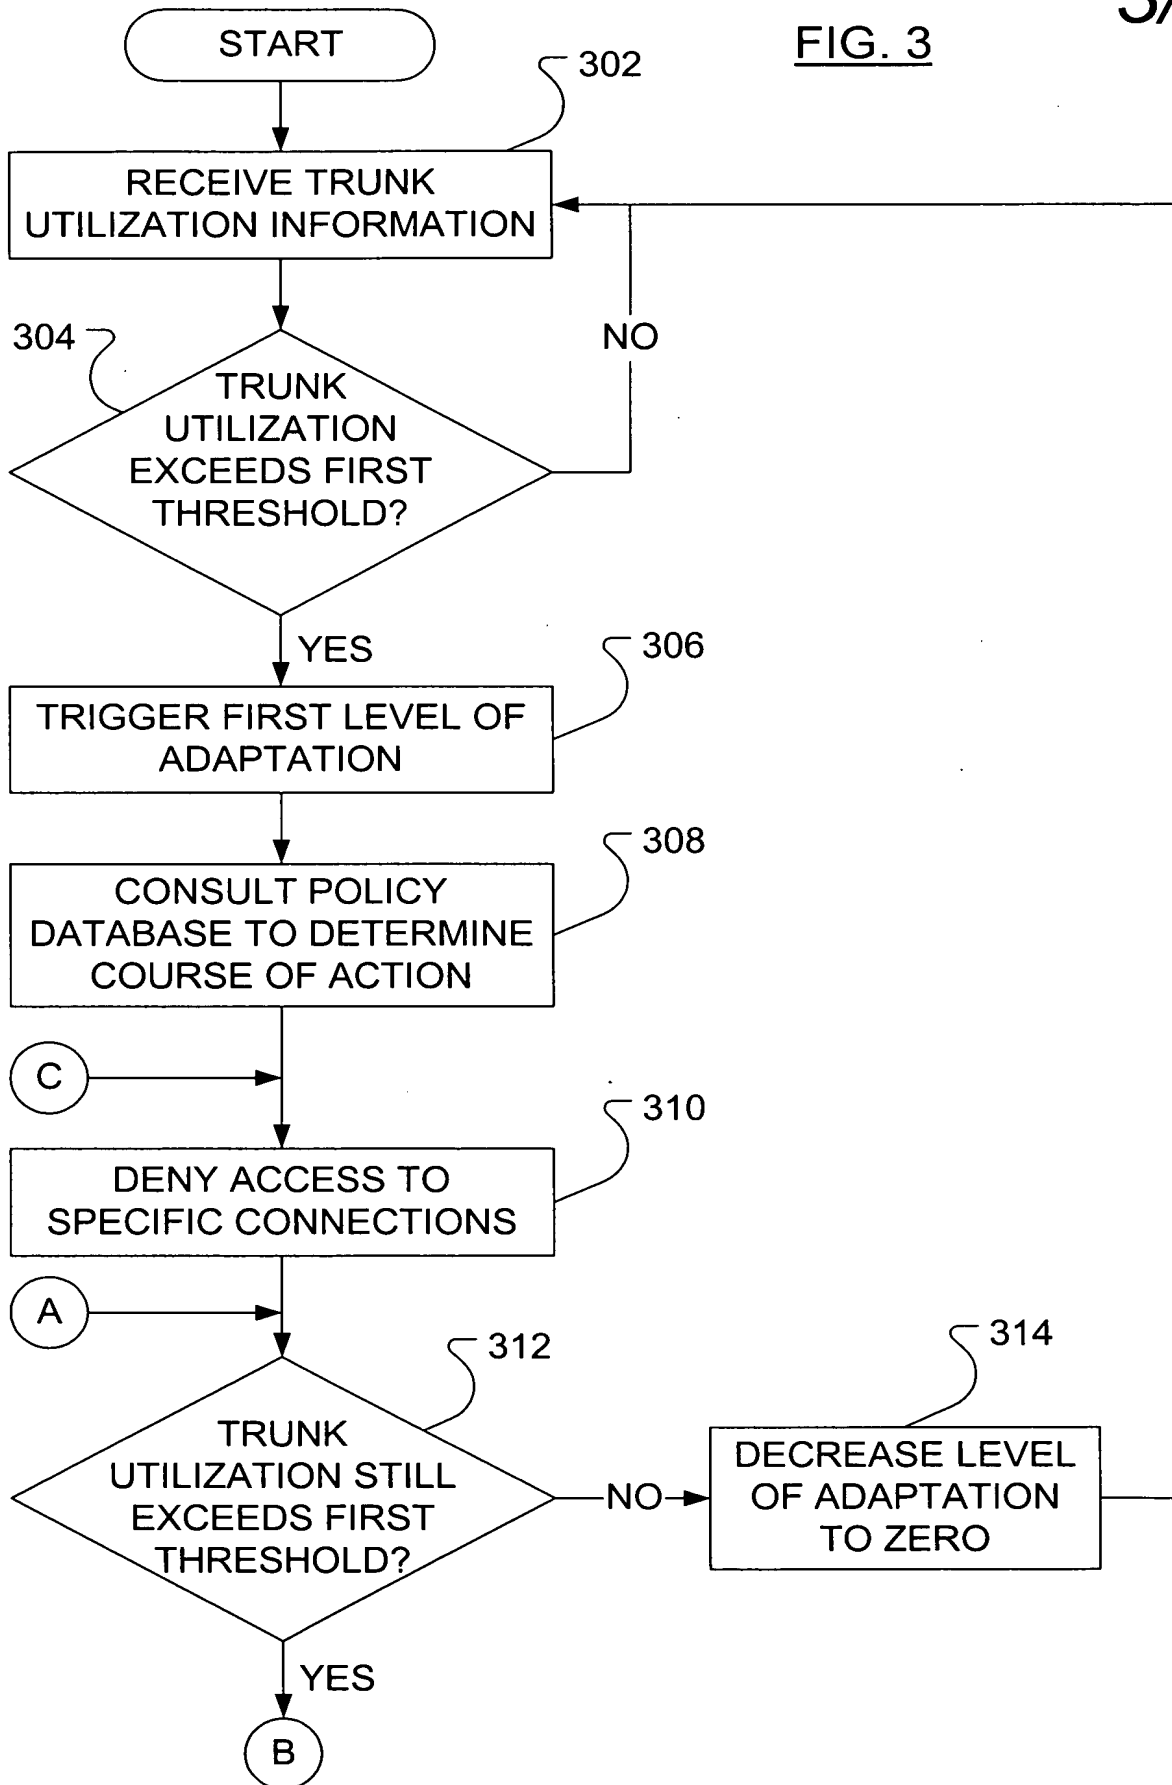 START
FIG. 3
302
RECEIVE TRUNK
UTILIZATION INFORMATION
304
NO
TRUNK
UTILIZATION
EXCEEDS FIRST
THRESHOLD?
YES
306
TRIGGER FIRST LEVEL OF
ADAPTATION
308
CONSULT POLICY
DATABASE TO DETERMINE
COURSE OF ACTION
C
310
DENY ACCESS TO
SPECIFIC CONNECTIONS
A
312
314
TRUNK
UTILIZATION STILL
EXCEEDS FIRST
THRESHOLD?
NO
DECREASE LEVEL
OF ADAPTATION
TO ZERO
YES
B